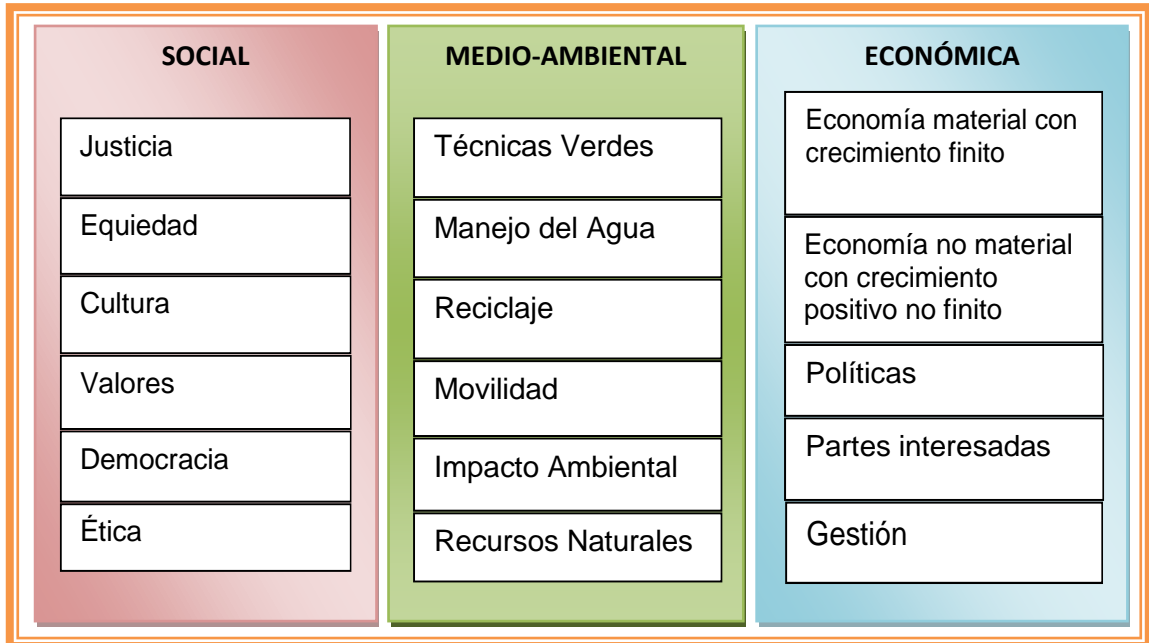 SOCIAL
Justicia
Equiedad
Cultura
Valores
Democracia
Ética
MEDIO-AMBIENTAL
Técnicas Verdes
Manejo del Agua
Reciclaje
Movilidad
Impacto Ambiental
Recursos Naturales
ECONÓMICA
Economía material con
crecimiento finito
Economía no material
con crecimiento
positivo no finito
Políticas
Partes interesadas
Gestión